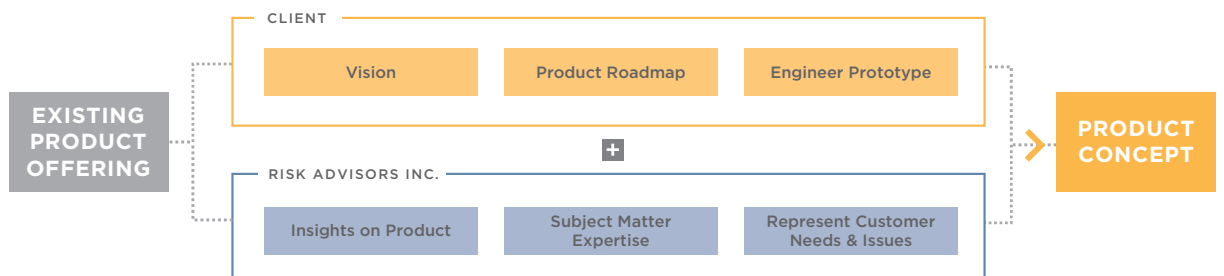 CLIENT
Vision
Product Roadmap
Engineer Prototype
EXISTING
PRODUCT
OFFERING
+
PRODUCT
CONCEPT
RISK ADVISORS INC.
Insights on Product
Subject Matter
Expertise
Represent Customer
Needs & Issues